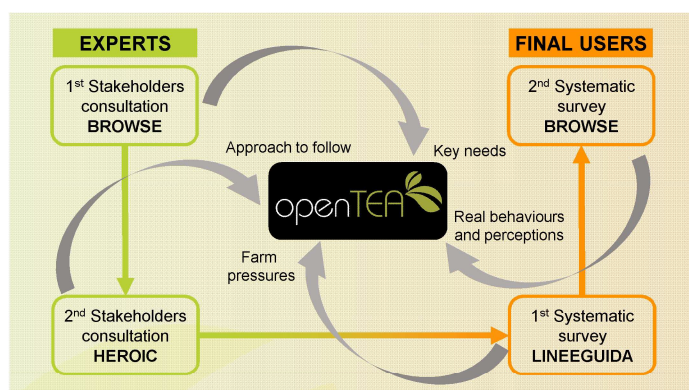 EXPERTS
FINAL USERS
1st Stakeholders
consultation
BROWSE
2nd Systematic
survey
BROWSE
Approach to follow
Key needs
openTEA
Real behaviours
and perceptions
Farm
pressures
2nd Stakeholders
consultation
HEROIC
1st Systematic
survey
LINEEGUIDA